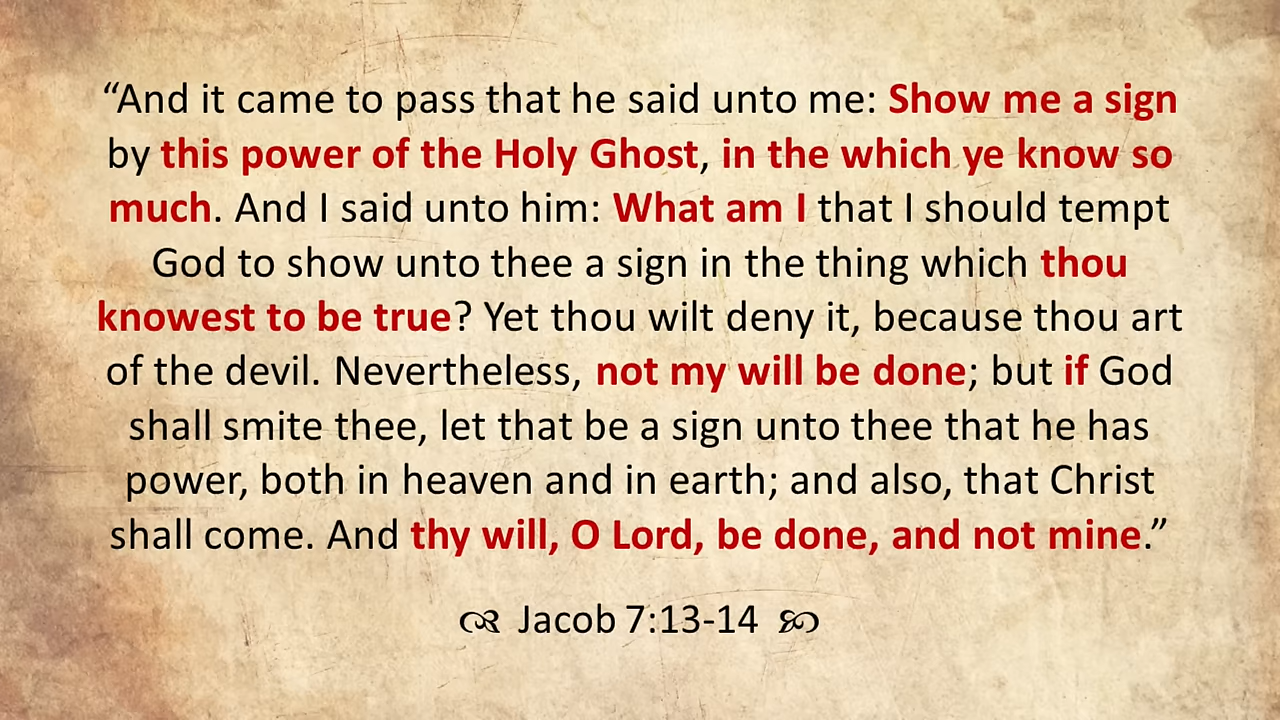 “And it came to pass that he said unto me: Show me a sign
by this power of the Holy Ghost, in the which ye know so
much. And I said unto him: What am I that I should tempt
God to show unto thee a sign in the thing which thou
knowest to be true? Yet thou wilt deny it, because thou art
of the devil. Nevertheless, not my will be done; but if God
shall smite thee, let that be a sign unto thee that he has
power, both in heaven and in earth; and also, that Christ
shall come. And thy will, O Lord, be done, and not mine.”
Jacob 7:13-14